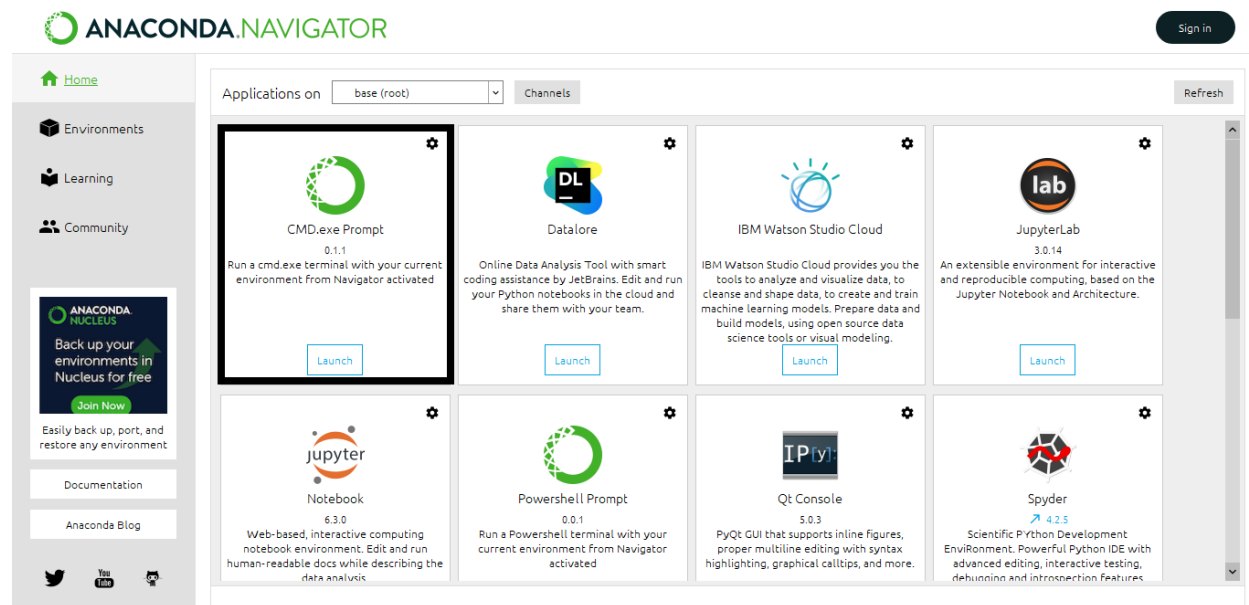 ANACONDA.NAVIGATOR
Sign in
Home
Environments
Learning
Community
ANACONDA.
NUCLEUS
Back up your
environments in
Nucleus for free
Join Now
Easily back up, port, and
restore any environment
Documentation
Anaconda Blog
You
Tube
Applications on
base (root)
Channels
Refresh
CMD.exe Prompt
0.1.1
Run a cmd.exe terminal with your current
environment from Navigator activated
Launch
DL
Datalore
Online Data Analysis Tool with smart
coding assistance by JetBrains. Edit and run
your Python notebooks in the cloud and
share them with your team.
Launch
IBM Watson Studio Cloud
IBM Watson Studio Cloud provides you the
tools to analyze and visualize data, to
cleanse and shape data, to create and train
machine learning models. Prepare data and
build models, using open source data
science tools or visual modeling.
Launch
lab
JupyterLab
3.0.14
An extensible environment for interactive
and reproducible computing, based on the
Jupyter Notebook and Architecture.
Launch
jupyter
Notebook
6.3.0
Web-based, interactive computing
notebook environment. Edit and run
human-readable docs while describing the
data analysis.
Powershell Prompt
0.0.1
Run a Powershell terminal with your
current environment from Navigator
activated
IP[y]:
Qt Console
5.0.3
PyQt GUI that supports inline figures,
proper multiline editing with syntax
highlighting, graphical calltips, and more.
Spyder
4.2.5
Scientific PYthon Development
EnviRonment. Powerful Python IDE with
advanced editing, interactive testing,
debugging and introspection features